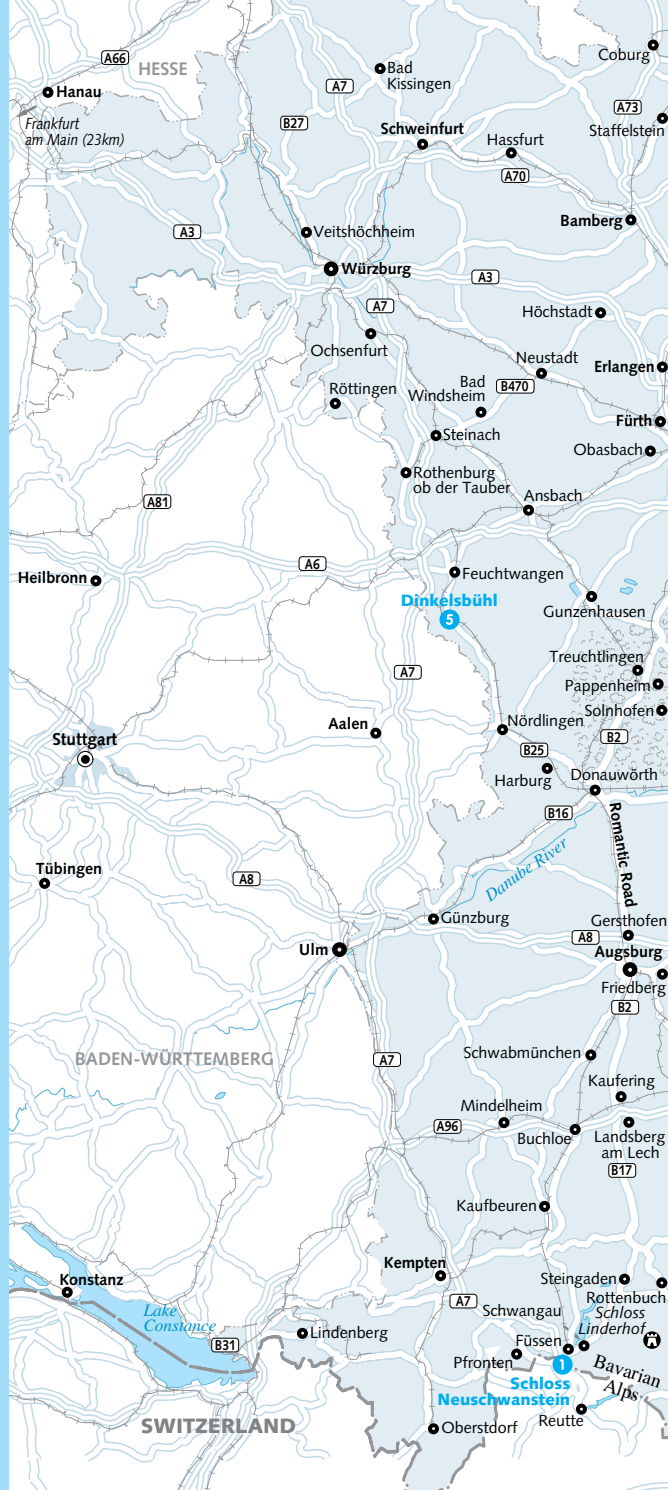 A66
HESSE
Coburg
Bad
Kissingen
A7
Hanau
A73
Frankfurt
am Main (23km)
B27
Staffelstein
Schweinfurt
Hassfurt
A70
Bamberg
A3
Veitshöchheim
Würzburg
A3
A7
Höchstadt
Ochsenfurt
Neustadt
Erlangen
Röttingen
Bad
Windsheim
B470
Fürth
Steinach
Obasbach
Rothenburg
ob der Tauber
A81
Ansbach
A6
Heilbronn
Feuchtwangen
Dinkelsbühl
5
Gunzenhausen
Treuchtlingen
A7
Pappenheim
Solnhofen
Aalen
Nördlingen
Stuttgart
B2
B25
Harburg
Donauwörth
B16
Romantic Road
Danube River
Tübingen
A8
Günzburg
Gersthofen
A8
Ulm
Augsburg
Friedberg
B2
BADEN-WÜRTTEMBERG
A7
Schwabmünchen
Kaufering
Mindelheim
A96
Buchloe
Landsberg
am Lech
B17
Kaufbeuren
Kempten
Konstanz
Steingaden
Rottenbuch
A7
Schwangau
Schloss
Linderhof
Lake
Constance
B31
Lindenberg
Füssen
Pfronten
1
Bavarian
Alps
Schloss
Neuschwanstein
SWITZERLAND
Oberstdorf
Reutte